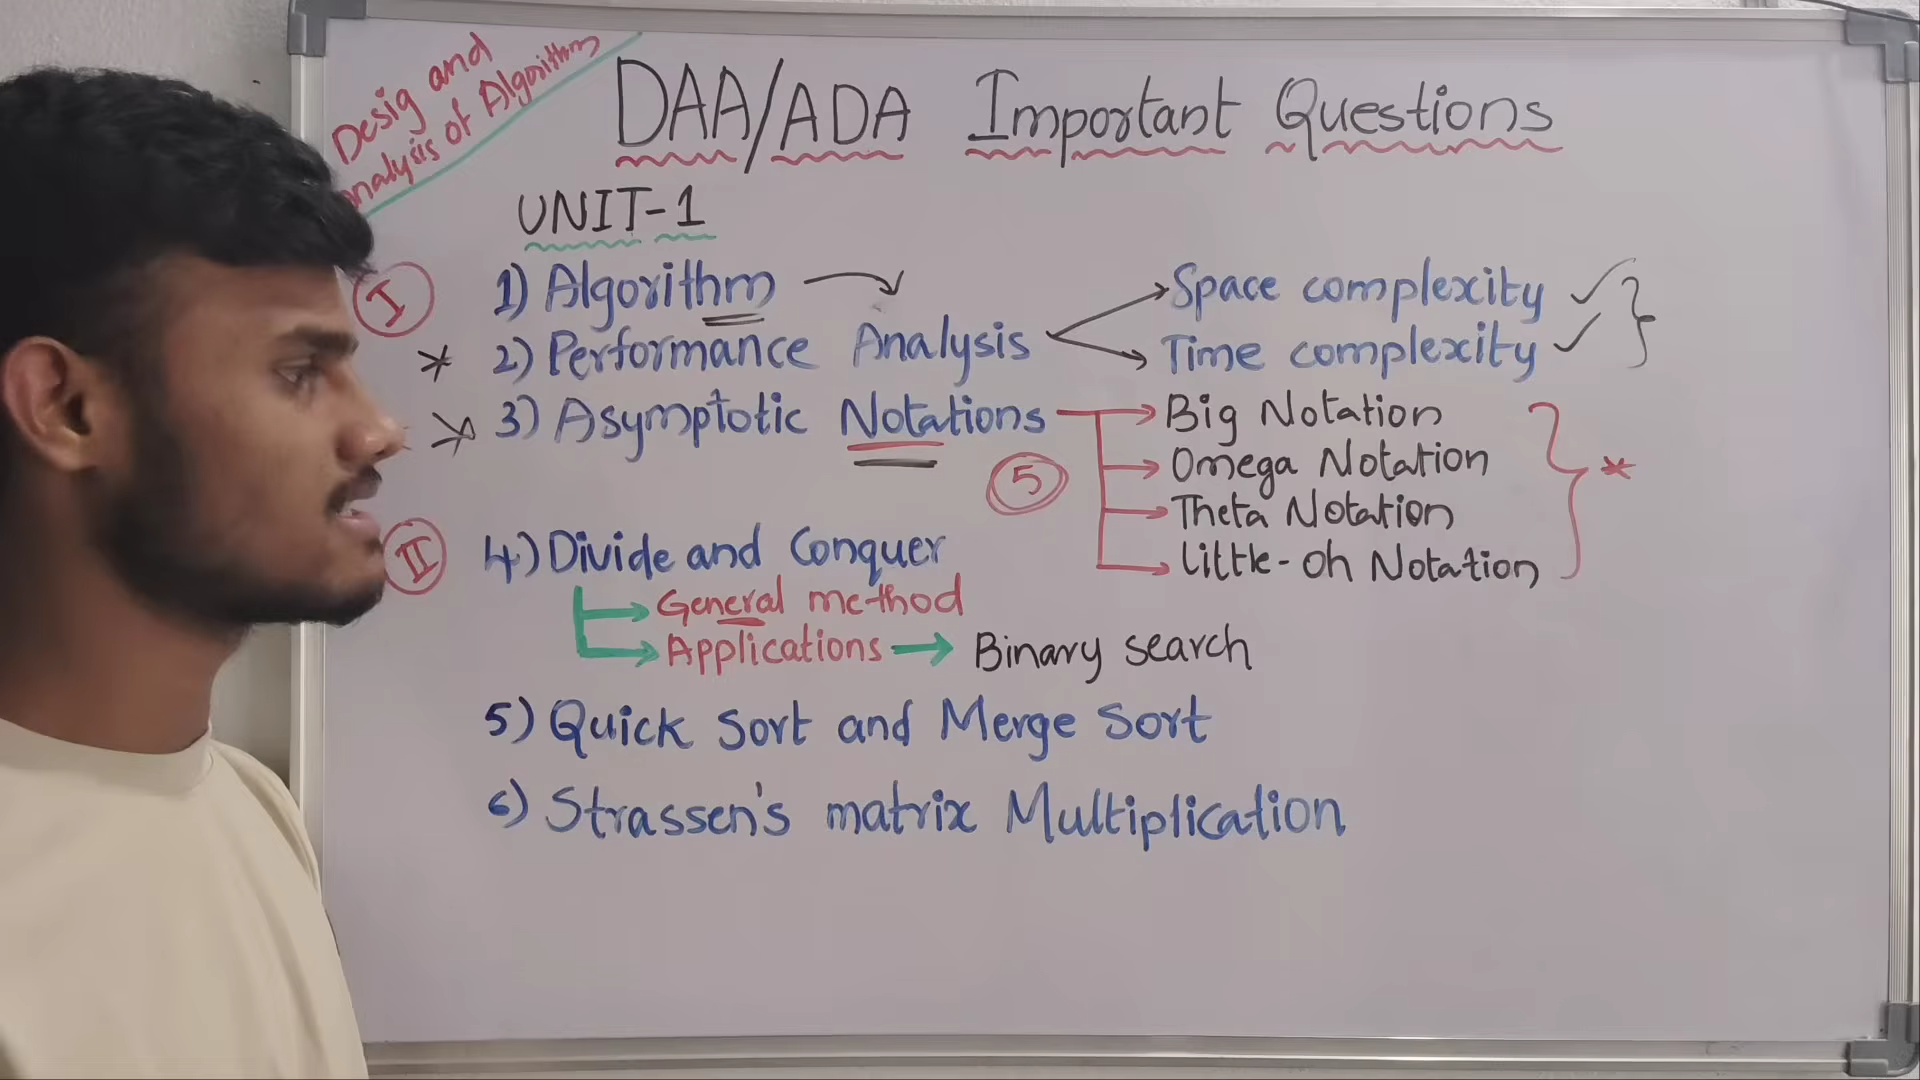 Desig and
analysis of Algorithm
DAA/ADA Important Questions
UNIT-1
I
1) Algorithm
Space complexity
* 2) Performance Analysis
Time complexity
3) Asymptotic Notations
Big Notation
*
5
Omega Notation
Theta Notation
Little-oh Notation
II
4) Divide and Conquer
General method
Applications → Binary search
5) Quick Sort and Merge Sort
6) Strassen's matrix Multiplication